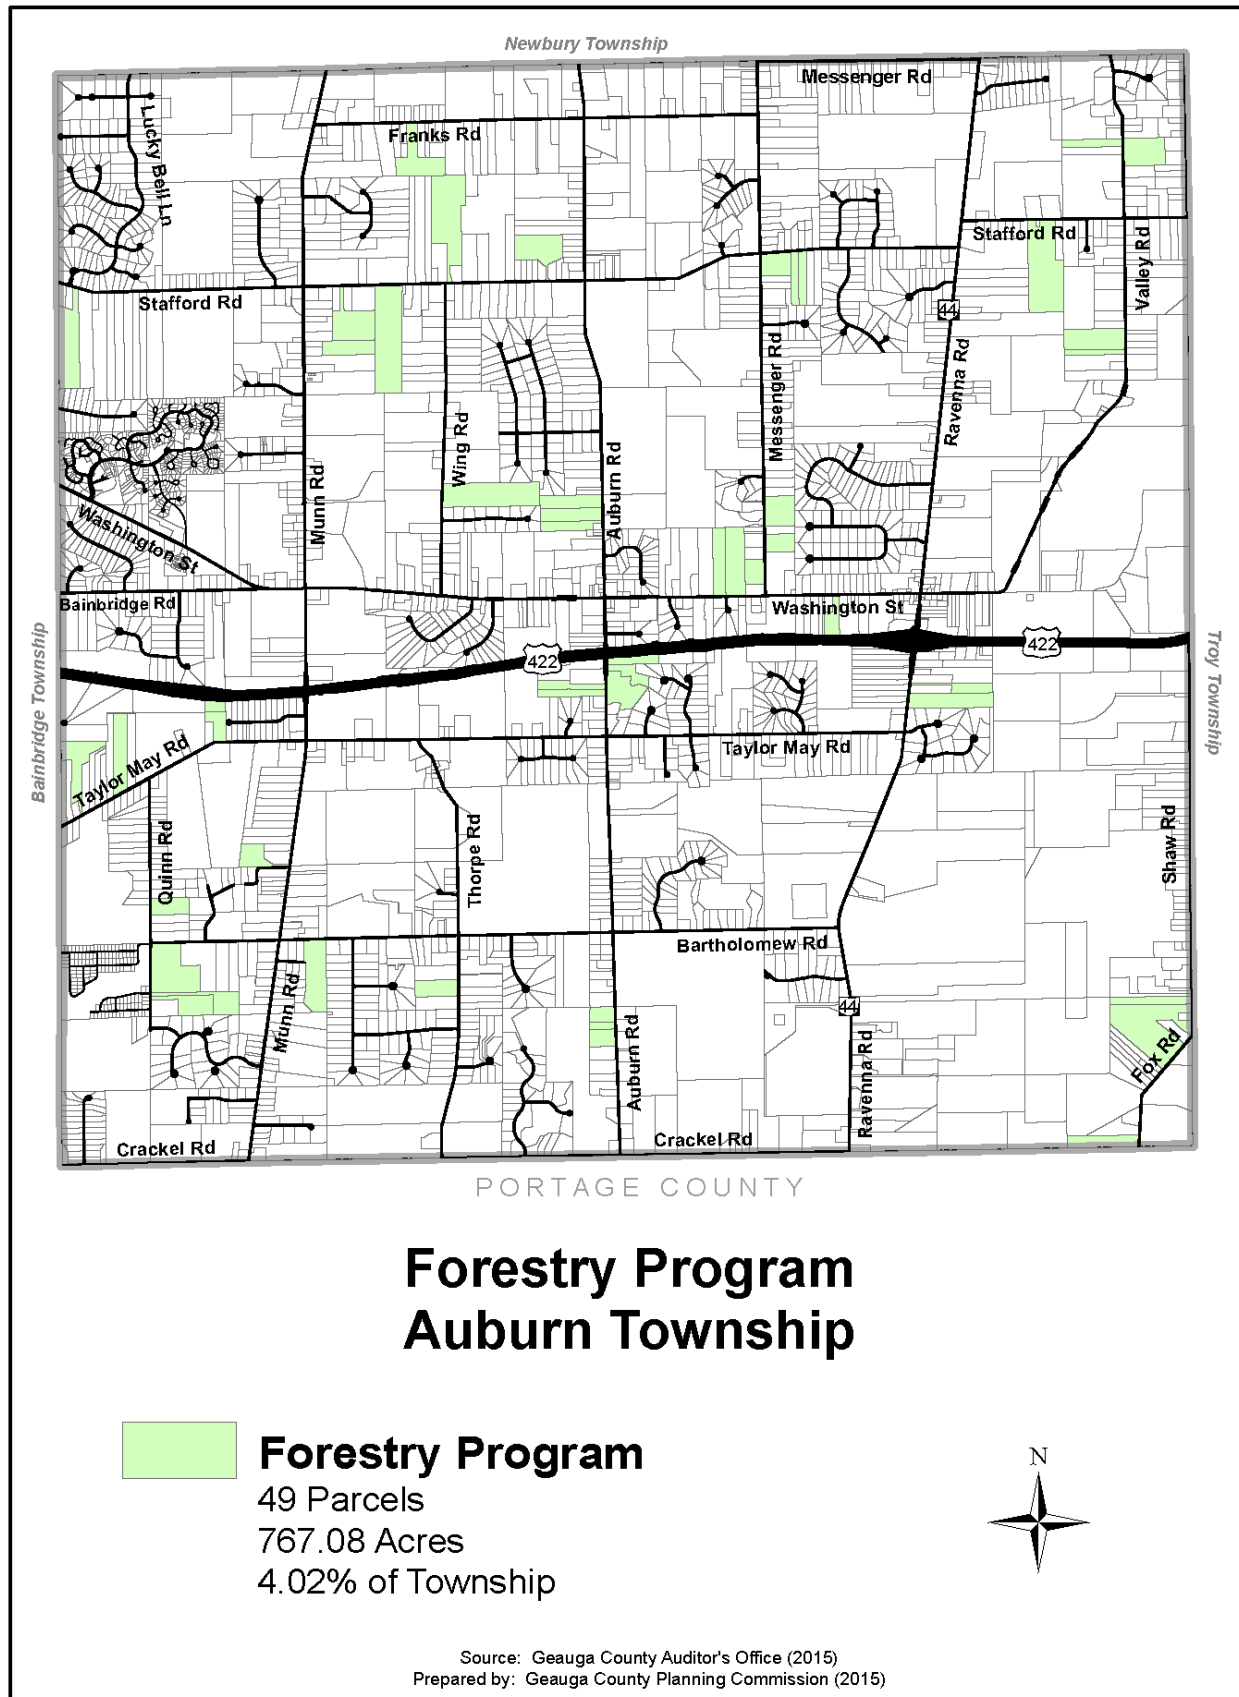 Newbury Township
Messenger Rd
Franks Rd
Lucky Bell Ln
Stafford Rd
Valley Rd
Stafford Rd
44
Messenger Rd
Ravenna Rd
Wing Rd
Auburn Rd
Munn Rd
Washington St
Bainbridge Rd
Washington St
422
422
Bainbridge Township
Troy Township
Taylor May Rd
Taylor May Rd
Quinn Rd
Thorpe Rd
Shaw Rd
Bartholomew Rd
Munn Rd
44
Auburn Rd
Ravenna Rd
Fox Rd
Crackel Rd
Crackel Rd
PORTAGE COUNTY
Forestry Program
Auburn Township
Forestry Program
49 Parcels
767.08 Acres
4.02% of Township
N
Source: Geauga County Auditor's Office (2015)
Prepared by: Geauga County Planning Commission (2015)